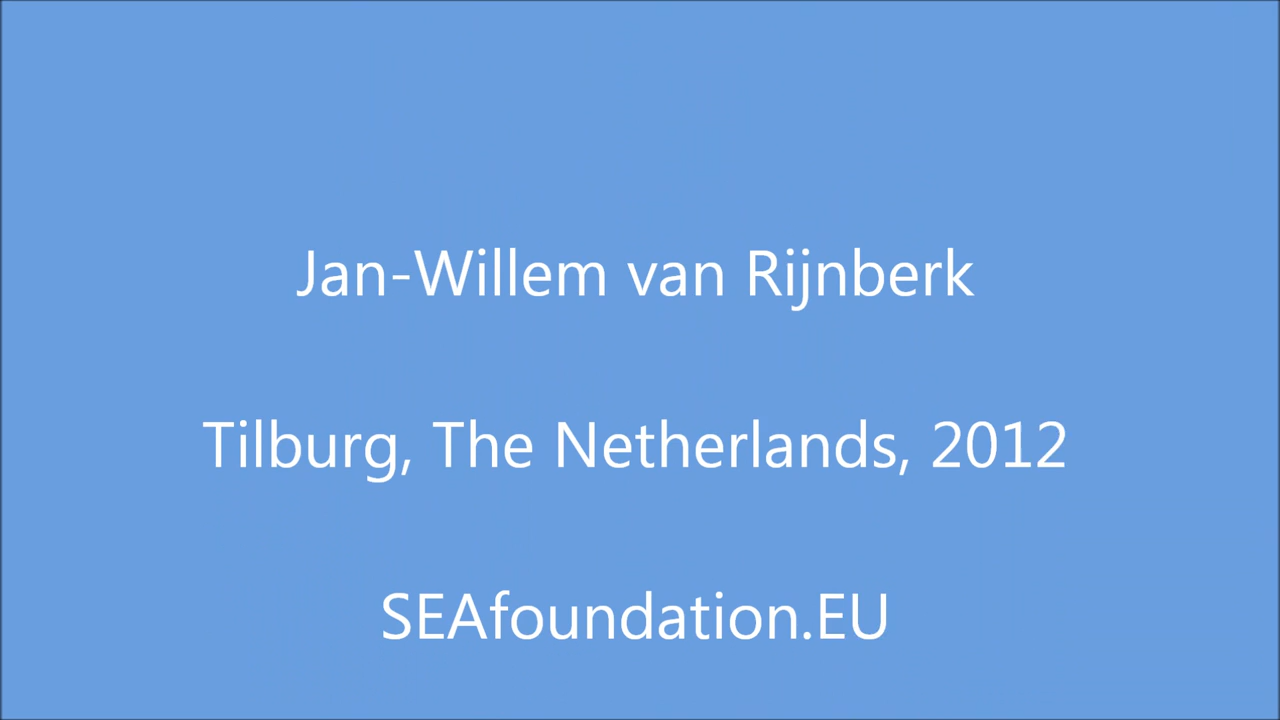 Jan-Willem van Rijnberk
Tilburg, The Netherlands, 2012
SEAfoundation.EU